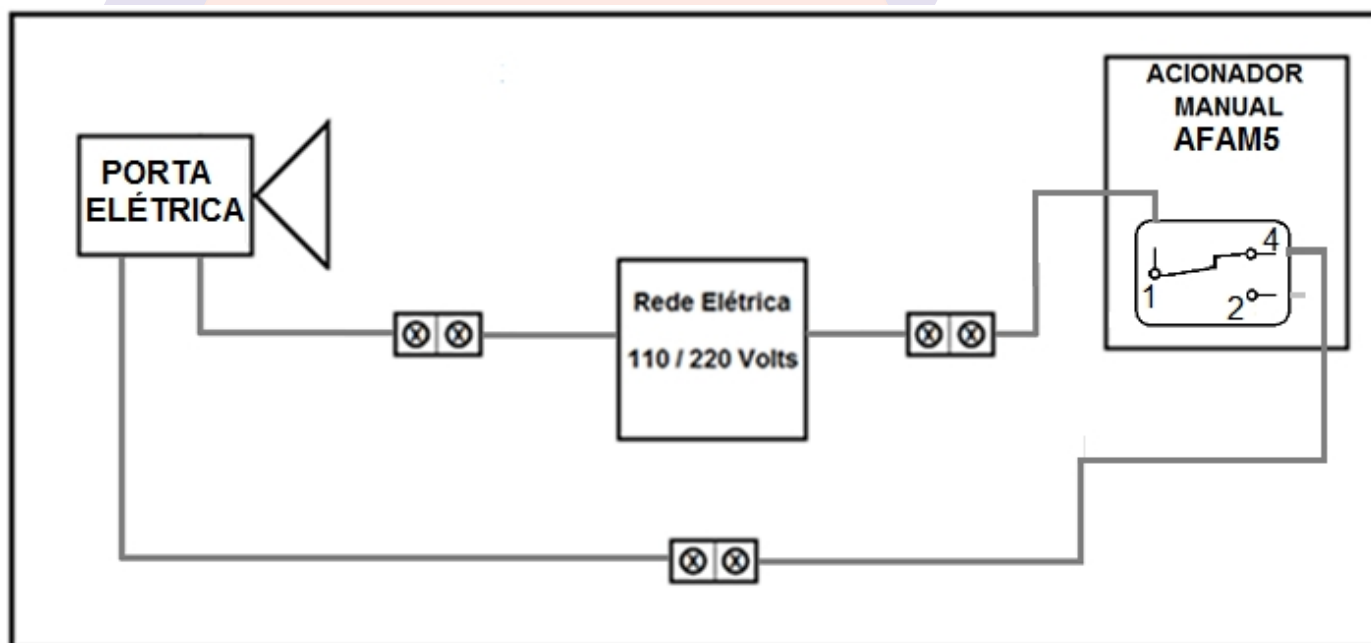 PORTA
ELÉTRICA
Rede Elétrica
110 / 220 Volts
ACIONADOR
MANUAL
AFAM5
4
1
2